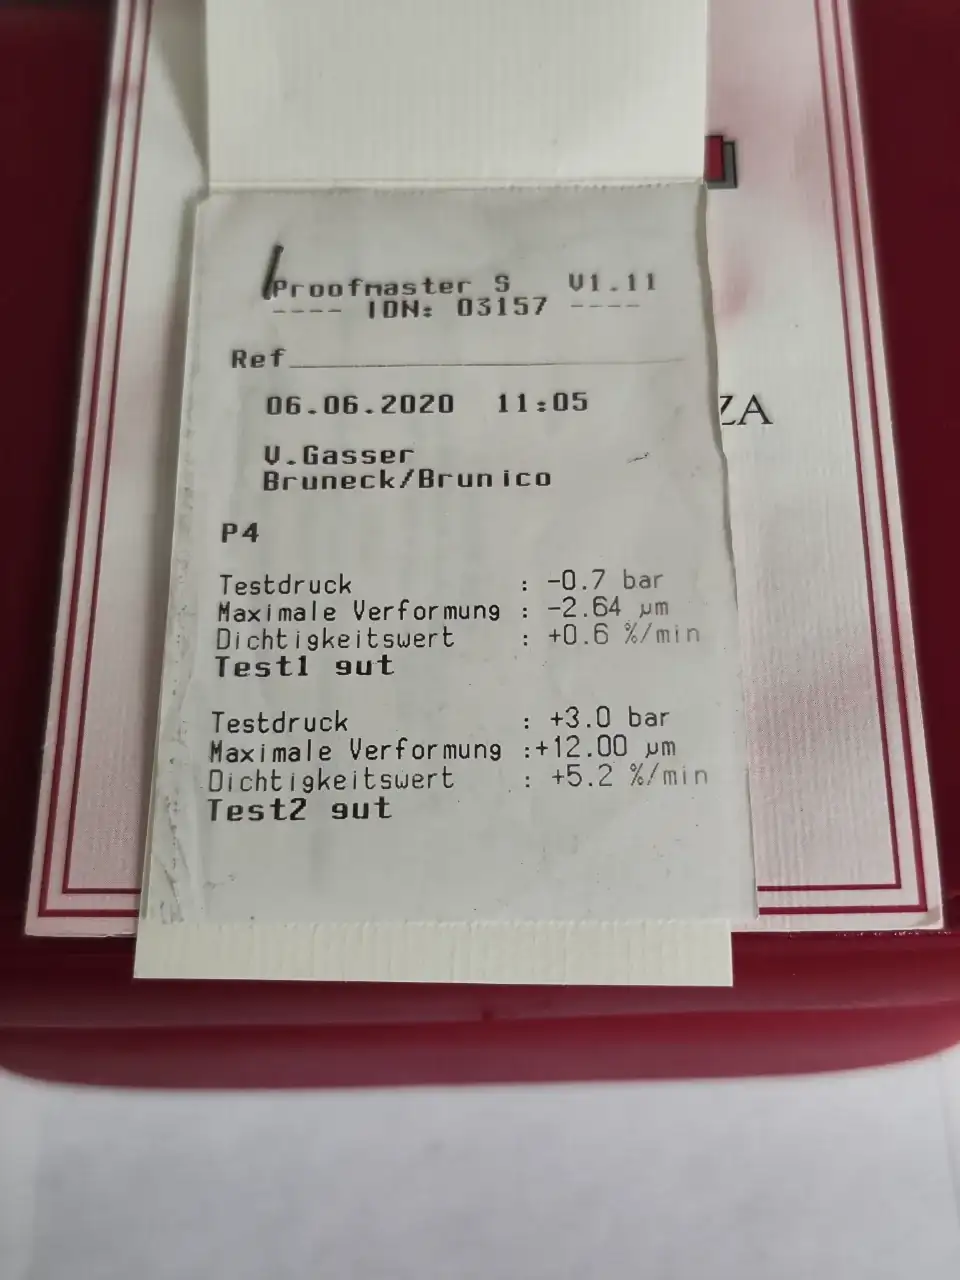 Proofmaster S V1.11
---- IDN: 03157 ----
Ref
06.06.2020 11:05
V.Gasser
Bruneck/Brunico
P4
Testdruck : -0.7 bar
Maximale Verformung : -2.64 µm
Dichtigkeitswert : +0.6 %/min
Test1 gut
Testdruck : +3.0 bar
Maximale Verformung :+12.00 µm
Dichtigkeitswert : +5.2 %/min
Test2 gut
ZA